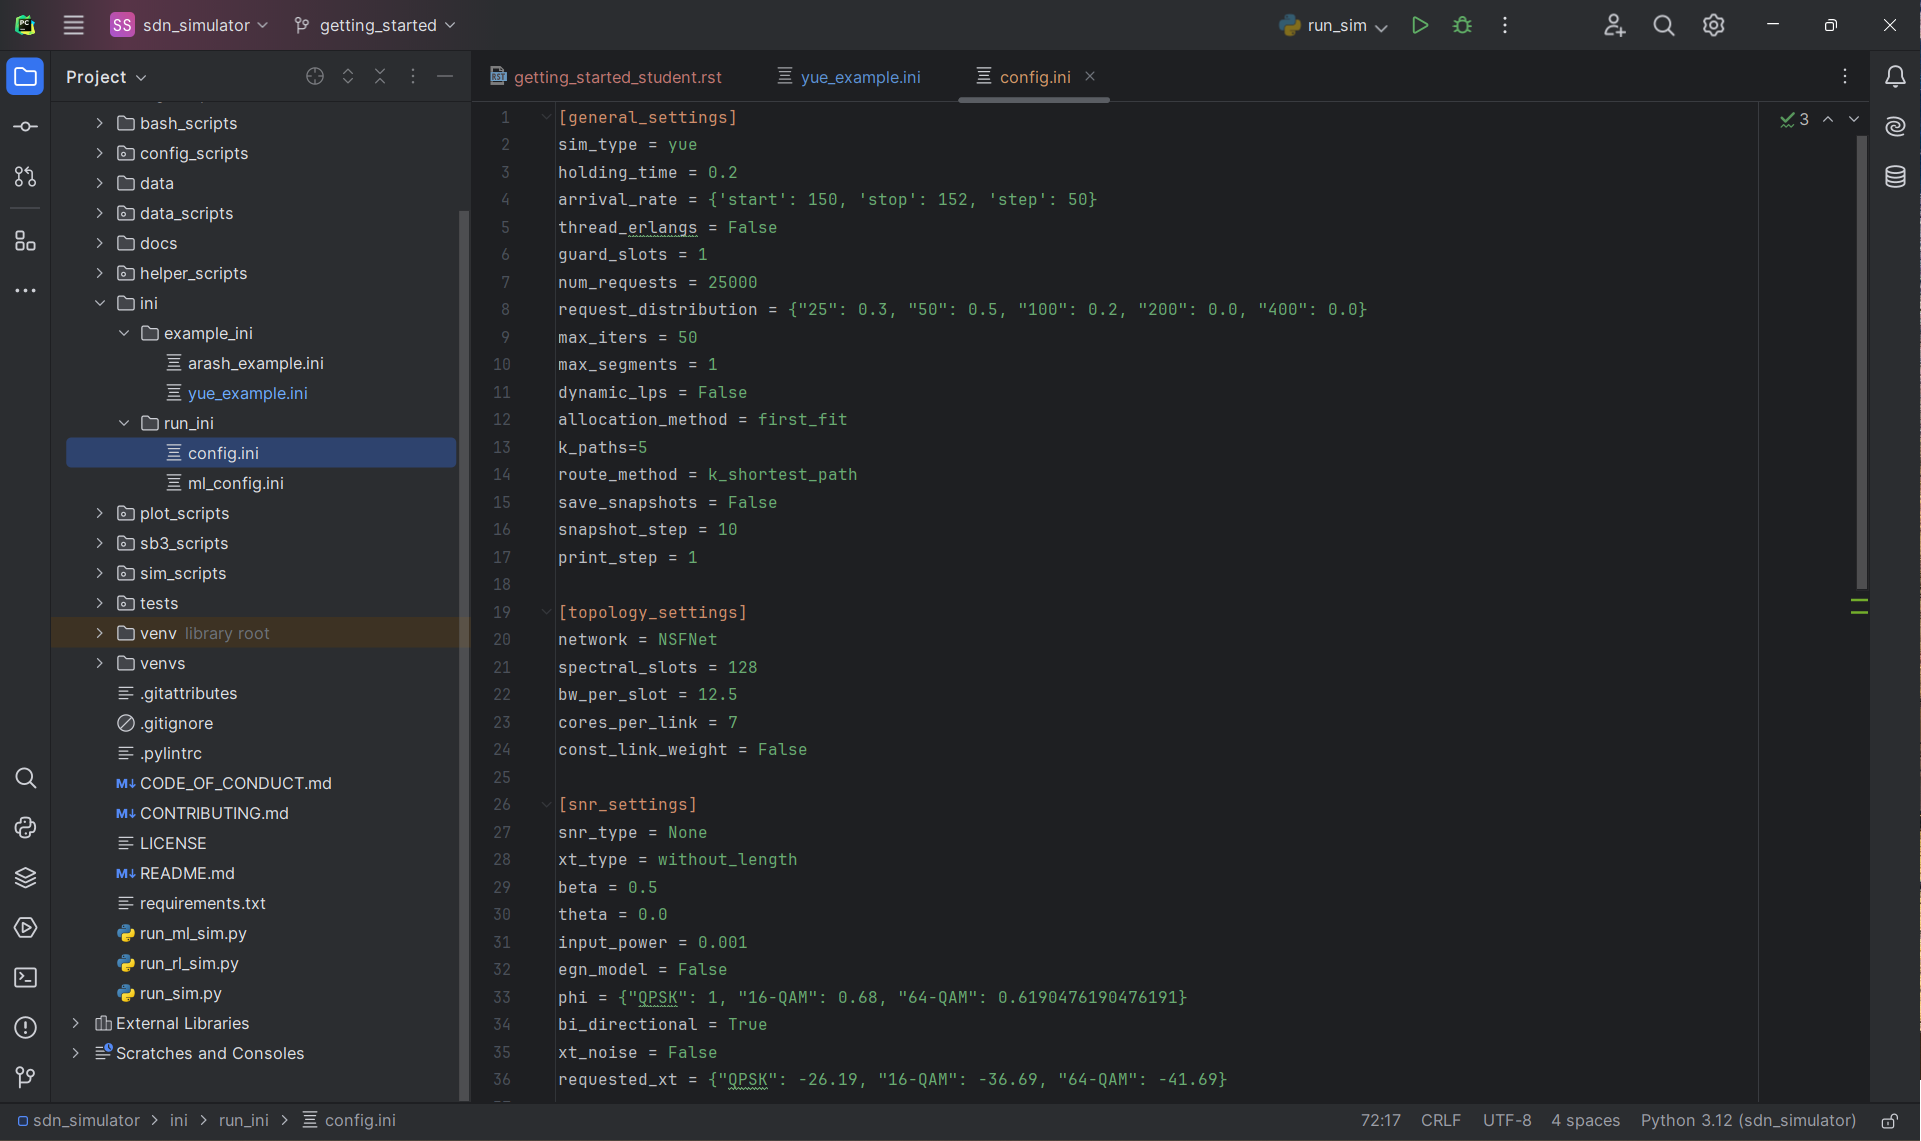 SS sdn_simulator getting_started run_sim
Project
getting_started_student.rst yue_example.ini config.ini
bash_scripts
config_scripts
data
data_scripts
docs
helper_scripts
ini
example_ini
arash_example.ini
yue_example.ini
run_ini
config.ini
ml_config.ini
plot_scripts
sb3_scripts
sim_scripts
tests
venv library root
venvs
.gitattributes
.gitignore
.pylintrc
M↓ CODE_OF_CONDUCT.md
M↓ CONTRIBUTING.md
LICENSE
M↓ README.md
requirements.txt
run_ml_sim.py
run_rl_sim.py
run_sim.py
External Libraries
Scratches and Consoles
3
1 [general_settings]
2 sim_type = yue
3 holding_time = 0.2
4 arrival_rate = {'start': 150, 'stop': 152, 'step': 50}
5 thread_erlangs = False
6 guard_slots = 1
7 num_requests = 25000
8 request_distribution = {"25": 0.3, "50": 0.5, "100": 0.2, "200": 0.0, "400": 0.0}
9 max_iters = 50
10 max_segments = 1
11 dynamic_lps = False
12 allocation_method = first_fit
13 k_paths=5
14 route_method = k_shortest_path
15 save_snapshots = False
16 snapshot_step = 10
17 print_step = 1
18
19 [topology_settings]
20 network = NSFNet
21 spectral_slots = 128
22 bw_per_slot = 12.5
23 cores_per_link = 7
24 const_link_weight = False
25
26 [snr_settings]
27 snr_type = None
28 xt_type = without_length
29 beta = 0.5
30 theta = 0.0
31 input_power = 0.001
32 egn_model = False
33 phi = {"QPSK": 1, "16-QAM": 0.68, "64-QAM": 0.6190476190476191}
34 bi_directional = True
35 xt_noise = False
36 requested_xt = {"QPSK": -26.19, "16-QAM": -36.69, "64-QAM": -41.69}
sdn_simulator > ini > run_ini > config.ini
72:17 CRLF UTF-8 4 spaces Python 3.12 (sdn_simulator)